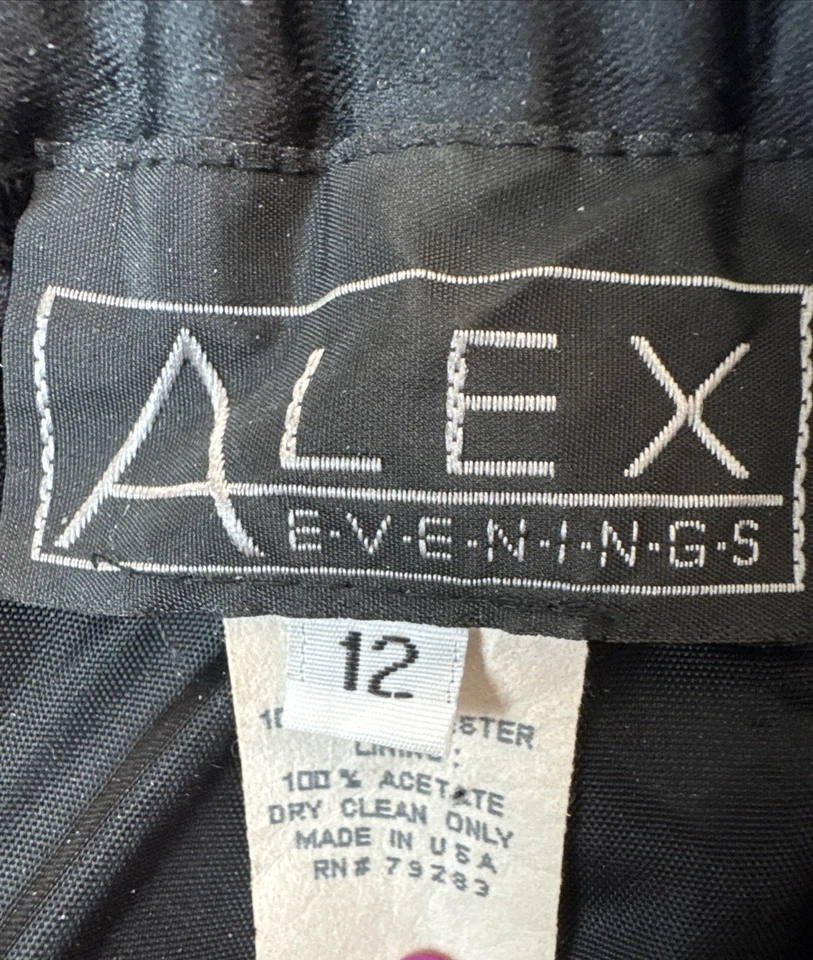 ALEX
E·V·E·N·I·N·G·S
12
LINING:
100% ACETATE
DRY CLEAN ONLY
MADE IN USA
RN# 79283